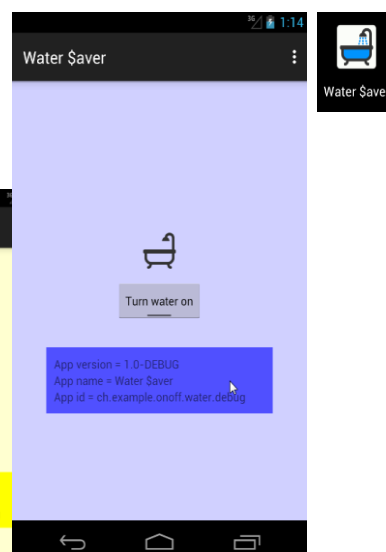 36 1:14
Water $aver
Water $ave
Turn water on
App version = 1.0-DEBUG
App name = Water $aver
App id = ch.example.onoff.water.debug